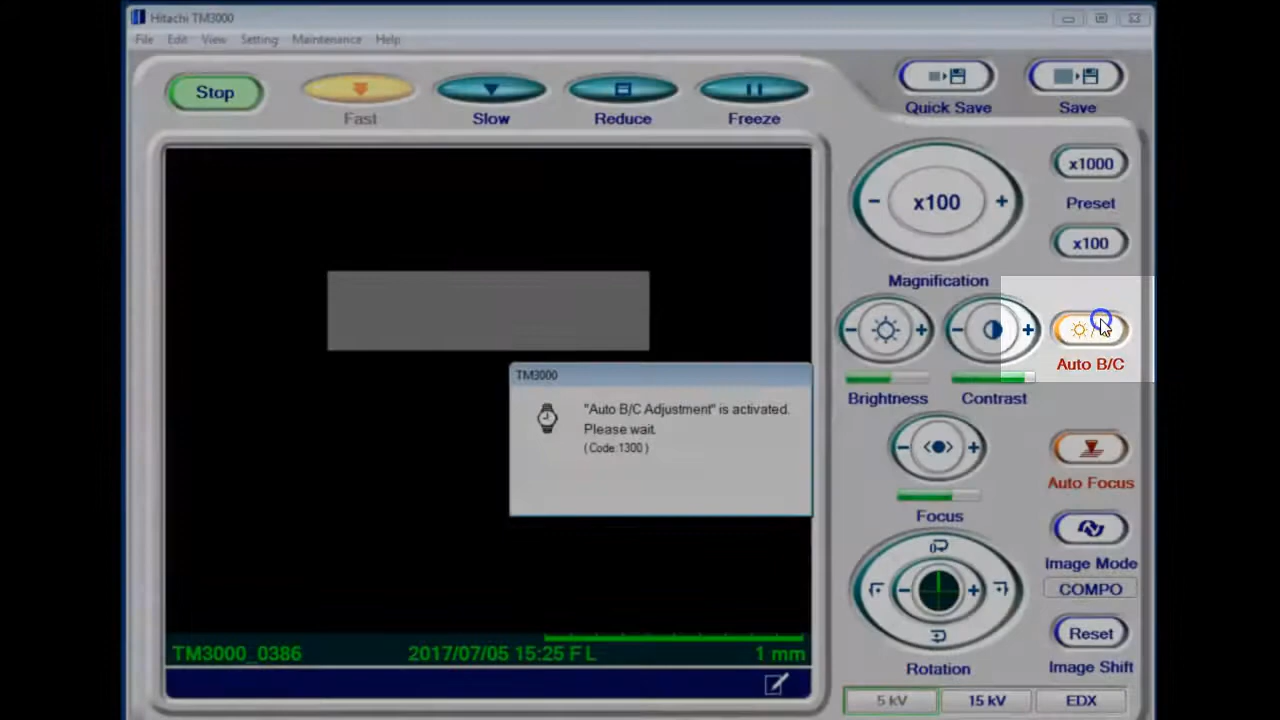 Hitachi TM3000
File Edit View Setting Maintenance Help
Stop
Fast
Slow
Reduce
Freeze
Quick Save
Save
x100
Magnification
x1000
Preset
x100
Brightness
Contrast
Auto B/C
TM3000
"Auto B/C Adjustment" is activated.
Please wait.
(Code:1300)
Focus
Auto Focus
Image Mode
COMPO
Reset
Image Shift
Rotation
TM3000_0386 2017/07/05 15:25 F L 1 mm
5 kV 15 kV EDX